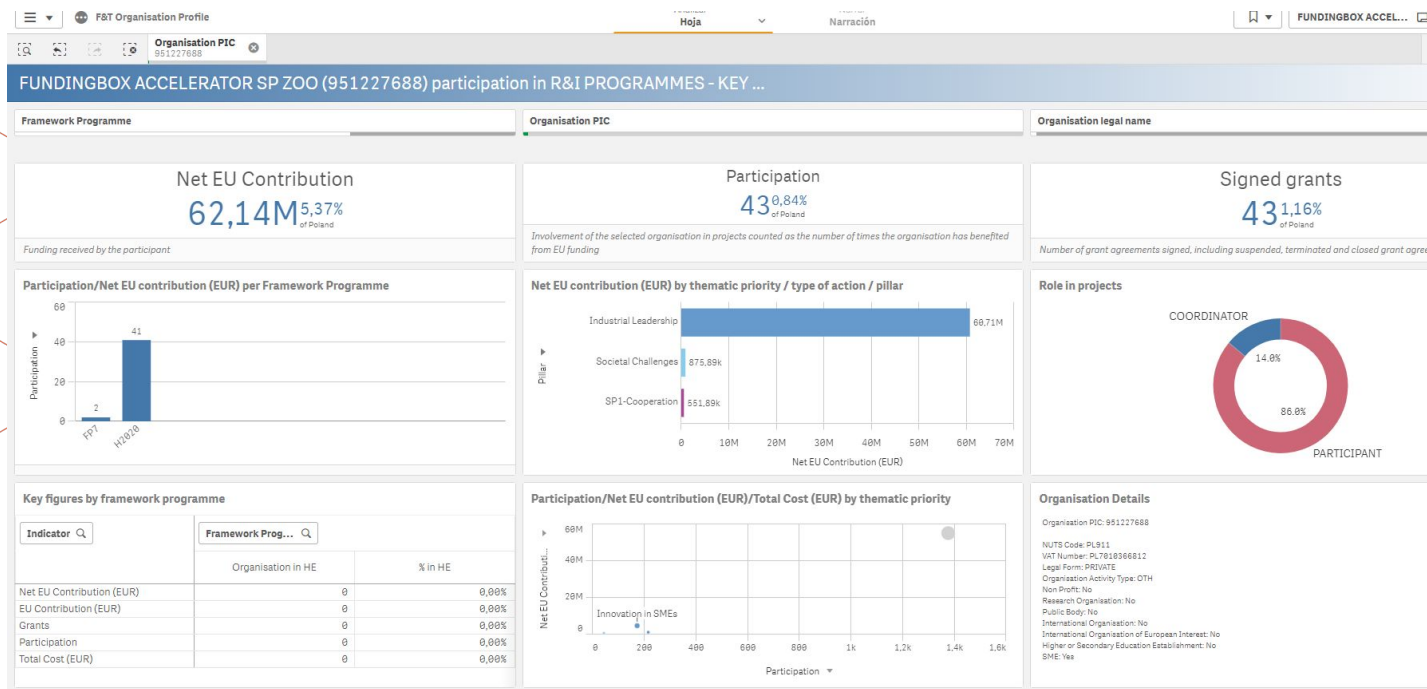 F&T Organisation Profile
Hoja
Narración
FUNDINGBOX ACCEL...
Organisation PIC
951227688
FUNDINGBOX ACCELERATOR SP ZOO (951227688) participation in R&I PROGRAMMES - KEY ...
Framework Programme
Organisation PIC
Organisation legal name
Net EU Contribution
62,14M 5,37%
of Poland
Funding received by the participant
Participation
43 0,84%
of Poland
Involvement of the selected organisation in projects counted as the number of times the organisation has benefited
from EU funding
Signed grants
43 1,16%
of Poland
Number of grant agreements signed, including suspended, terminated and closed grant agree
Participation/Net EU contribution (EUR) per Framework Programme
Participation
60
40
20
0
2
41
FP7
H2020
Net EU contribution (EUR) by thematic priority / type of action / pillar
Pillar
Industrial Leadership
60,71M
Societal Challenges
875,89k
SP1-Cooperation
551,89k
0 10M 20M 30M 40M 50M 60M 70M
Net EU Contribution (EUR)
Role in projects
COORDINATOR
14.0%
86.0%
PARTICIPANT
Key figures by framework programme
Indicator
Framework Prog...
Organisation in HE
% in HE
Net EU Contribution (EUR) 0 0,00%
EU Contribution (EUR) 0 0,00%
Grants 0 0,00%
Participation 0 0,00%
Total Cost (EUR) 0 0,00%
Participation/Net EU contribution (EUR)/Total Cost (EUR) by thematic priority
Net EU Contributi...
60M
40M
20M
0
Innovation in SMEs
0 200 400 600 800 1k 1,2k 1,4k 1,6k
Participation
Organisation Details
Organisation PIC: 951227688
NUTS Code: PL911
VAT Number: PL7010366812
Legal Form: PRIVATE
Organisation Activity Type: OTH
Non Profit: No
Research Organisation: No
Public Body: No
International Organisation: No
International Organisation of European Interest: No
Higher or Secondary Education Establishment: No
SME: Yes